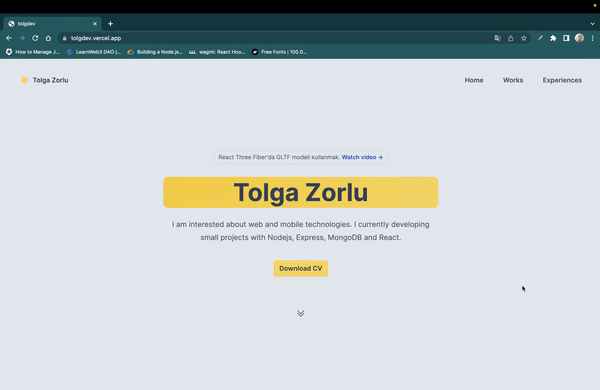 tolgdev
tolgdev.vercel.app
How to Manage J...
LearnWeb3 DAO |...
Building a Node.js...
wagmi: React Hoo...
Free Fonts | 100.0...
Tolga Zorlu
Home Works Experiences
React Three Fiber'da GLTF modeli kullanmak. Watch video →
Tolga Zorlu
I am interested about web and mobile technologies. I currently developing
small projects with Nodejs, Express, MongoDB and React.
Download CV